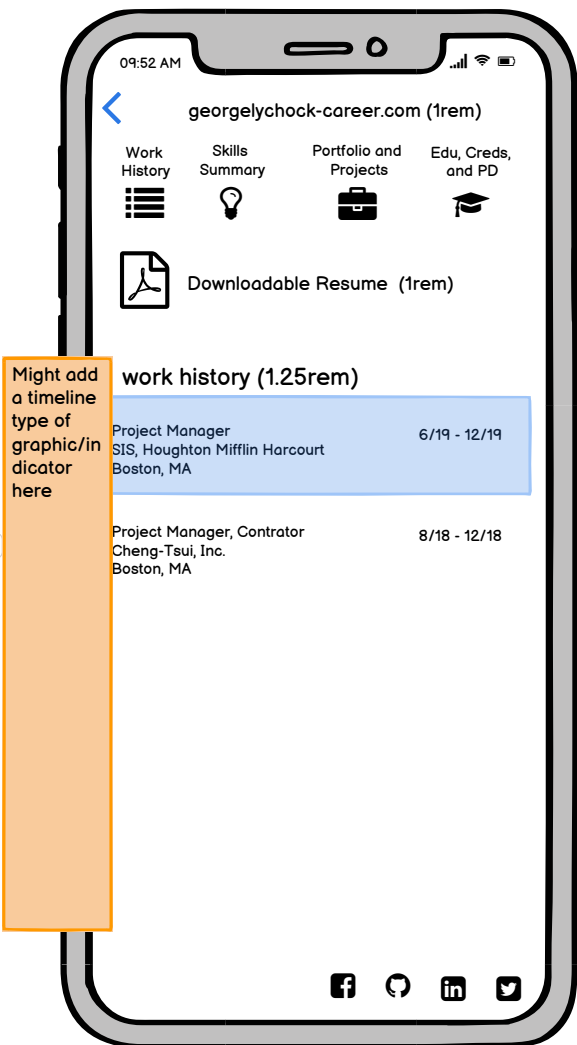 09:52 AM
georgelychock-career.com (1rem)
Work
History
Skills
Summary
Portfolio and
Projects
Edu, Creds,
and PD
Downloadable Resume (1rem)
Might add
a timeline
type of
graphic/in
dicator
here
work history (1.25rem)
Project Manager
6/19 - 12/19
SIS, Houghton Mifflin Harcourt
Boston, MA
Project Manager, Contrator
8/18 - 12/18
Cheng-Tsui, Inc.
Boston, MA